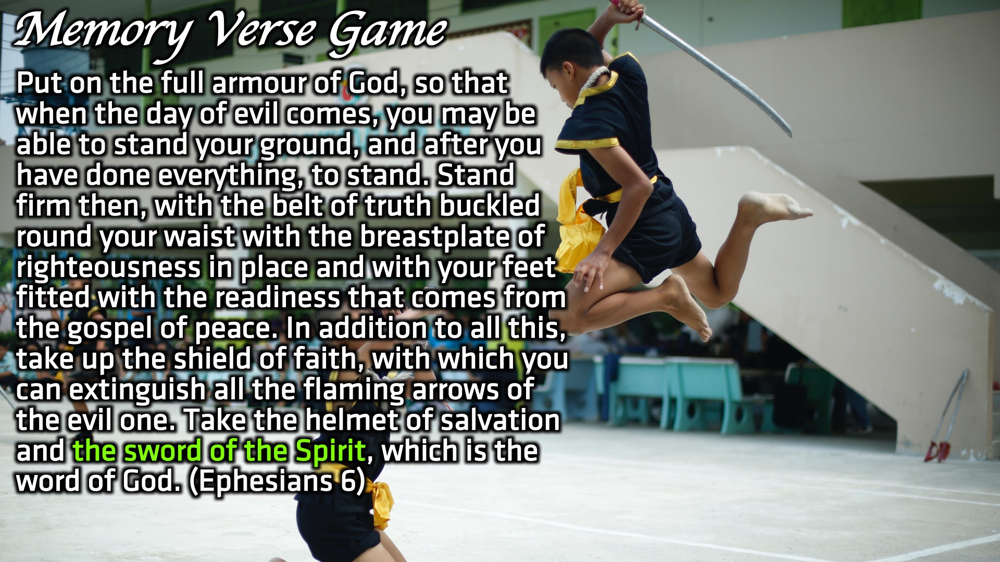 Memory Verse Game
Put on the full armour of God, so that
when the day of evil comes, you may be
able to stand your ground, and after you
have done everything, to stand. Stand
firm then, with the belt of truth buckled
round your waist with the breastplate of
righteousness in place and with your feet
fitted with the readiness that comes from
the gospel of peace. In addition to all this,
take up the shield of faith, with which you
can extinguish all the flaming arrows of
the evil one. Take the helmet of salvation
and the sword of the Spirit, which is the
word of God. (Ephesians 6)